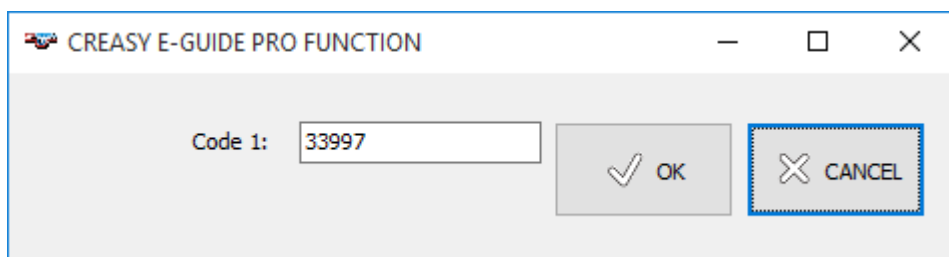 CREASY E-GUIDE PRO FUNCTION
Code 1: 33997
OK
CANCEL